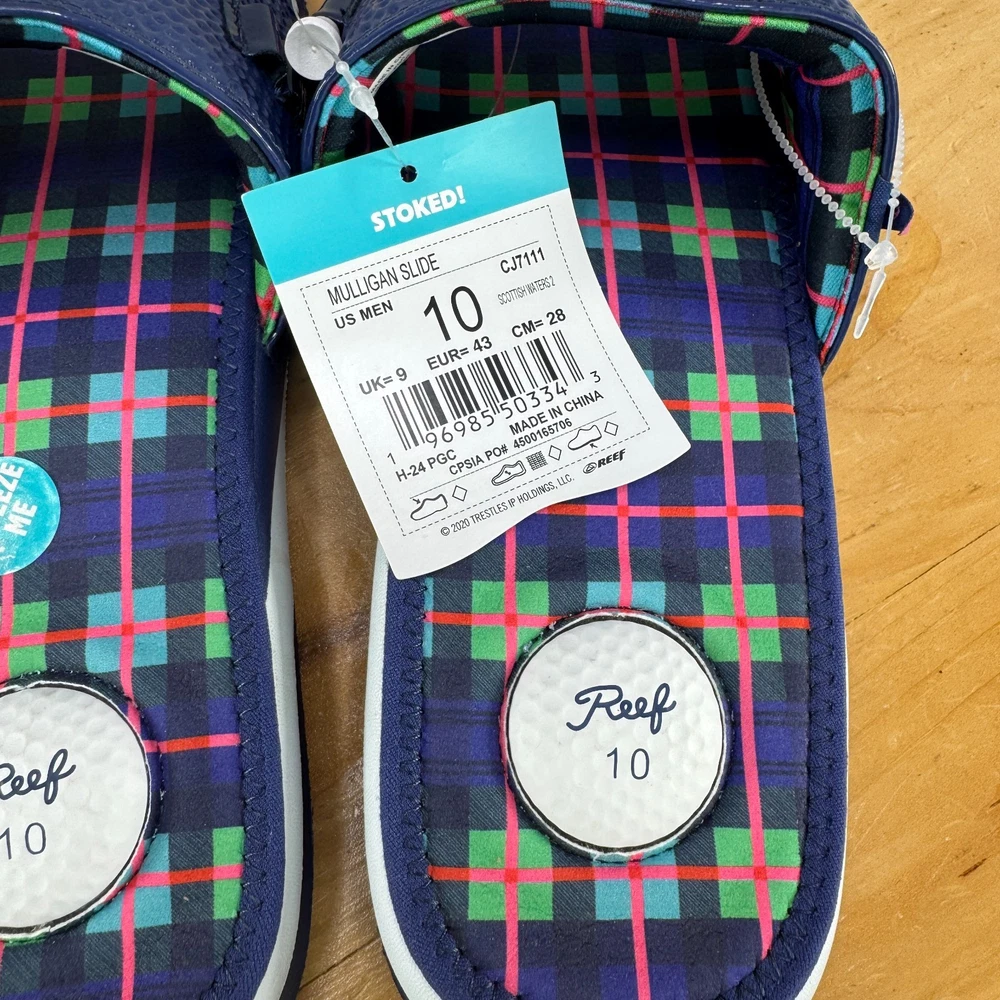 STOKED!
MULLIGAN SLIDE CJ7111
US MEN 10 SCOTTISH WATERS 2
UK= 9 EUR= 43 CM= 28
1 96985 50334 3
H-24 PGC MADE IN CHINA
CPSIA PO# 4500165706
REEF
© 2020 TRESTLES IP HOLDINGS, LLC.
ME
Reef
10
Reef
10